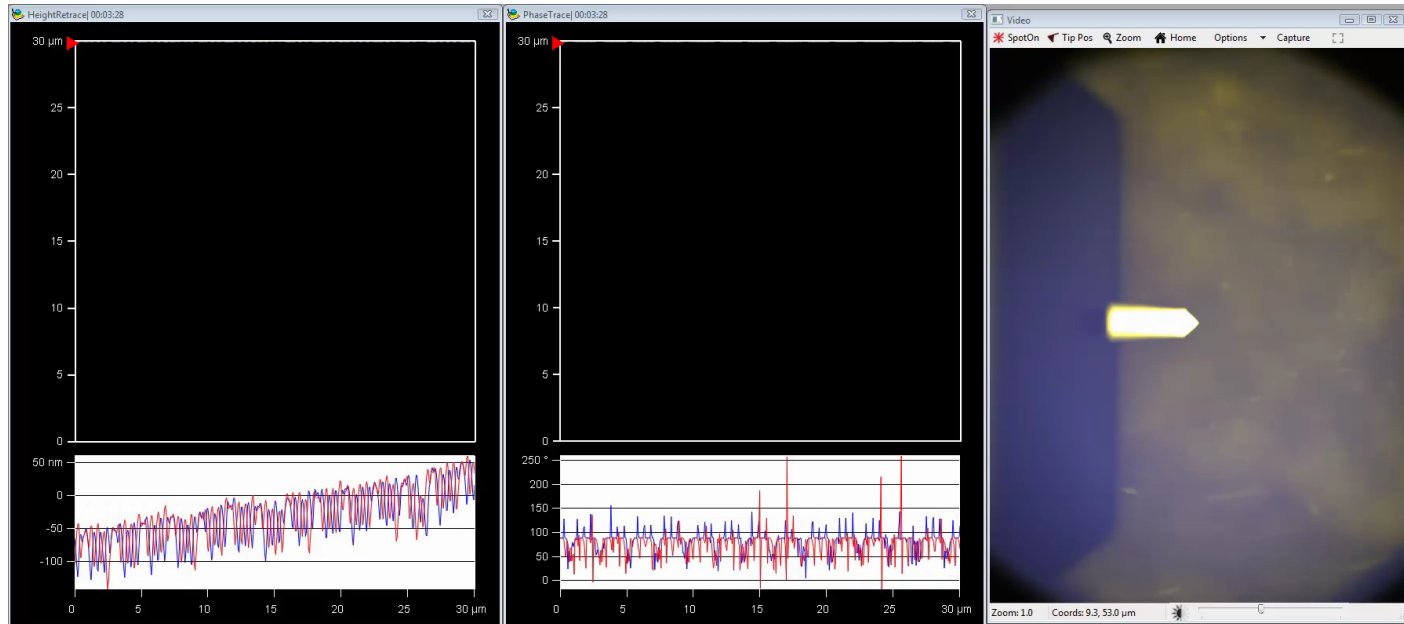 HeightRetrace| 00:03:28
30 µm
25
20
15
10
5
0
50 nm
0
-50
-100
0 5 10 15 20 25 30 µm
PhaseTrace| 00:03:28
30 µm
25
20
15
10
5
0
250 °
200
150
100
50
0
0 5 10 15 20 25 30 µm
Video
SpotOn Tip Pos Zoom Home Options Capture
Zoom: 1.0 Coords: 9.3, 53.0 µm